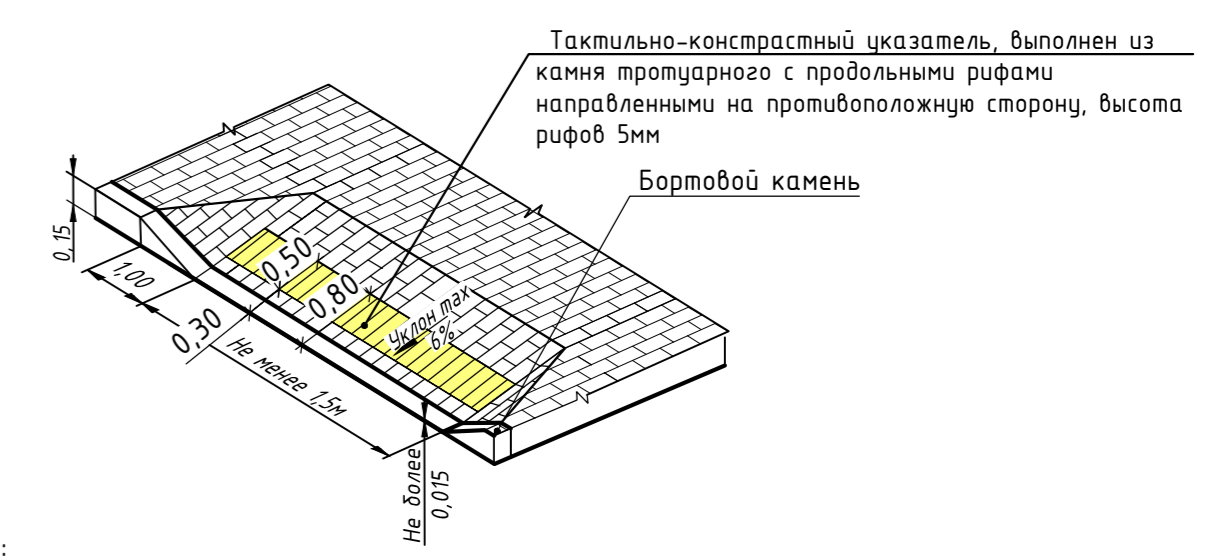 Тактильно-констрастный указатель, выполнен из
камня тротуарного с продольными рифами
направленными на противоположную сторону, высота
рифов 5мм
Бортовой камень
0,15
1,00
0,50
0,80
0,30
Уклон max
6%
Не менее 1,5м
Не более
0,015
: